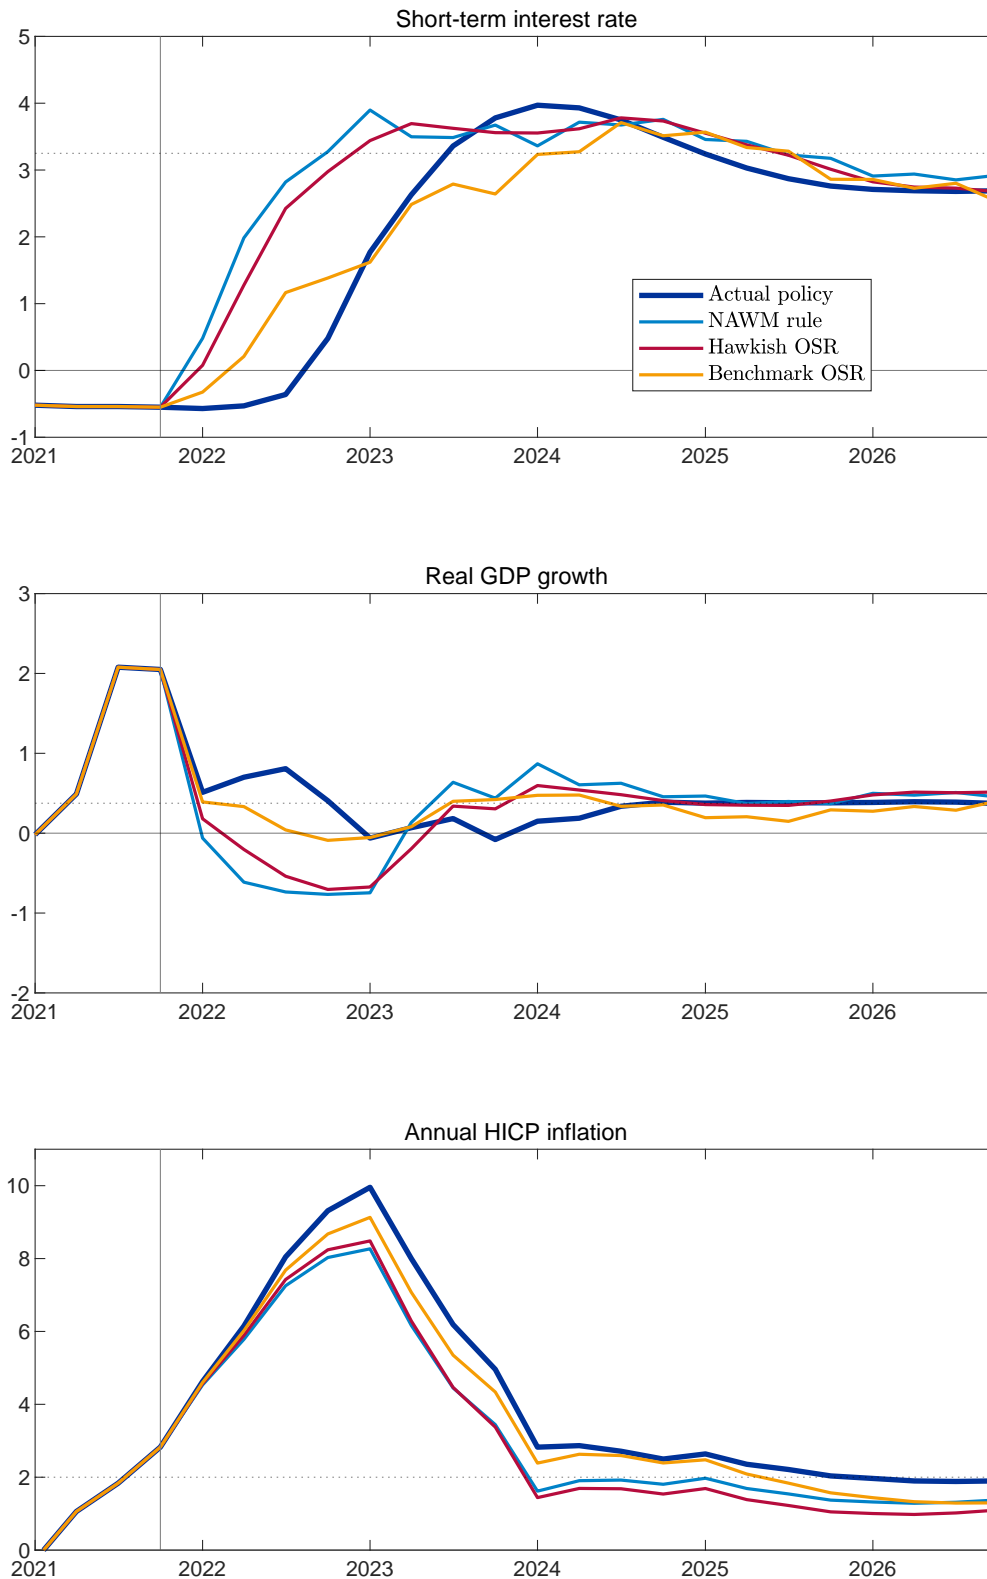 Short-term interest rate
5
4
3
2
1
0
-1
2021 2022 2023 2024 2025 2026
Actual policy
NAWM rule
Hawkish OSR
Benchmark OSR
Real GDP growth
3
2
1
0
-1
-2
2021 2022 2023 2024 2025 2026
Annual HICP inflation
10
8
6
4
2
0
2021 2022 2023 2024 2025 2026